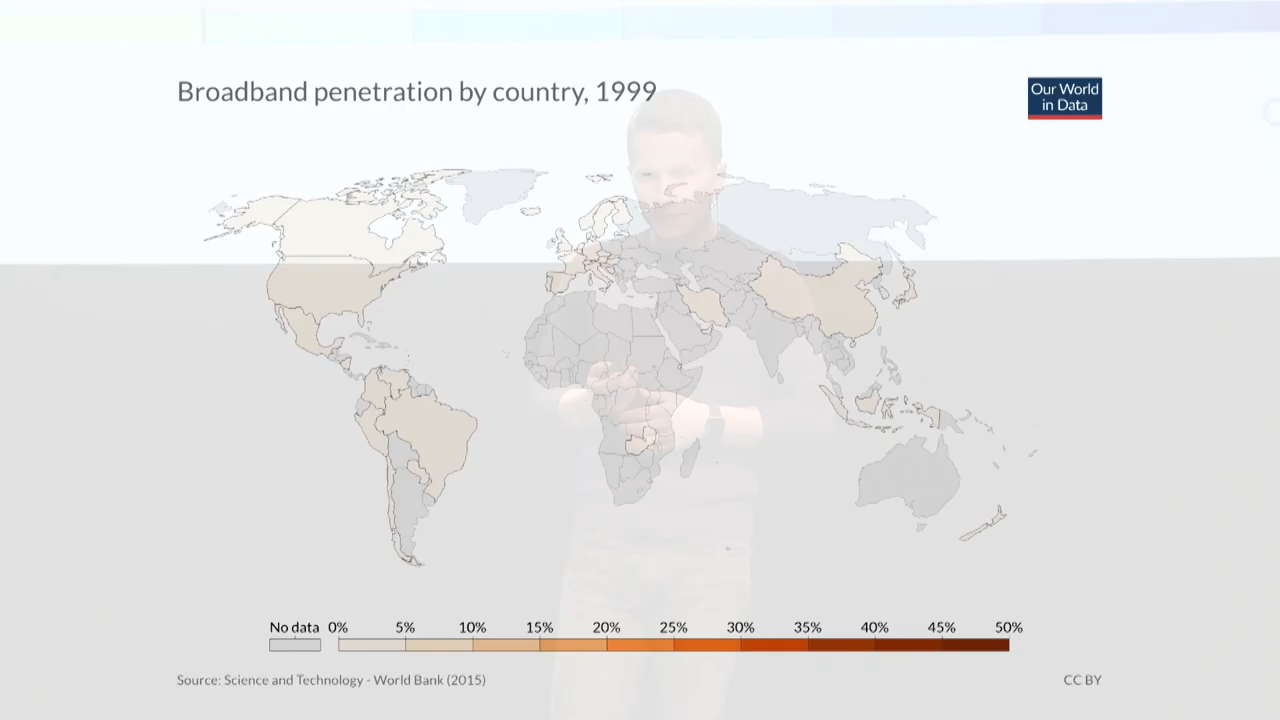 Broadband penetration by country, 1999
Our World
in Data
No data 0% 5% 10% 15% 20% 25% 30% 35% 40% 45% 50%
Source: Science and Technology - World Bank (2015)
CC BY